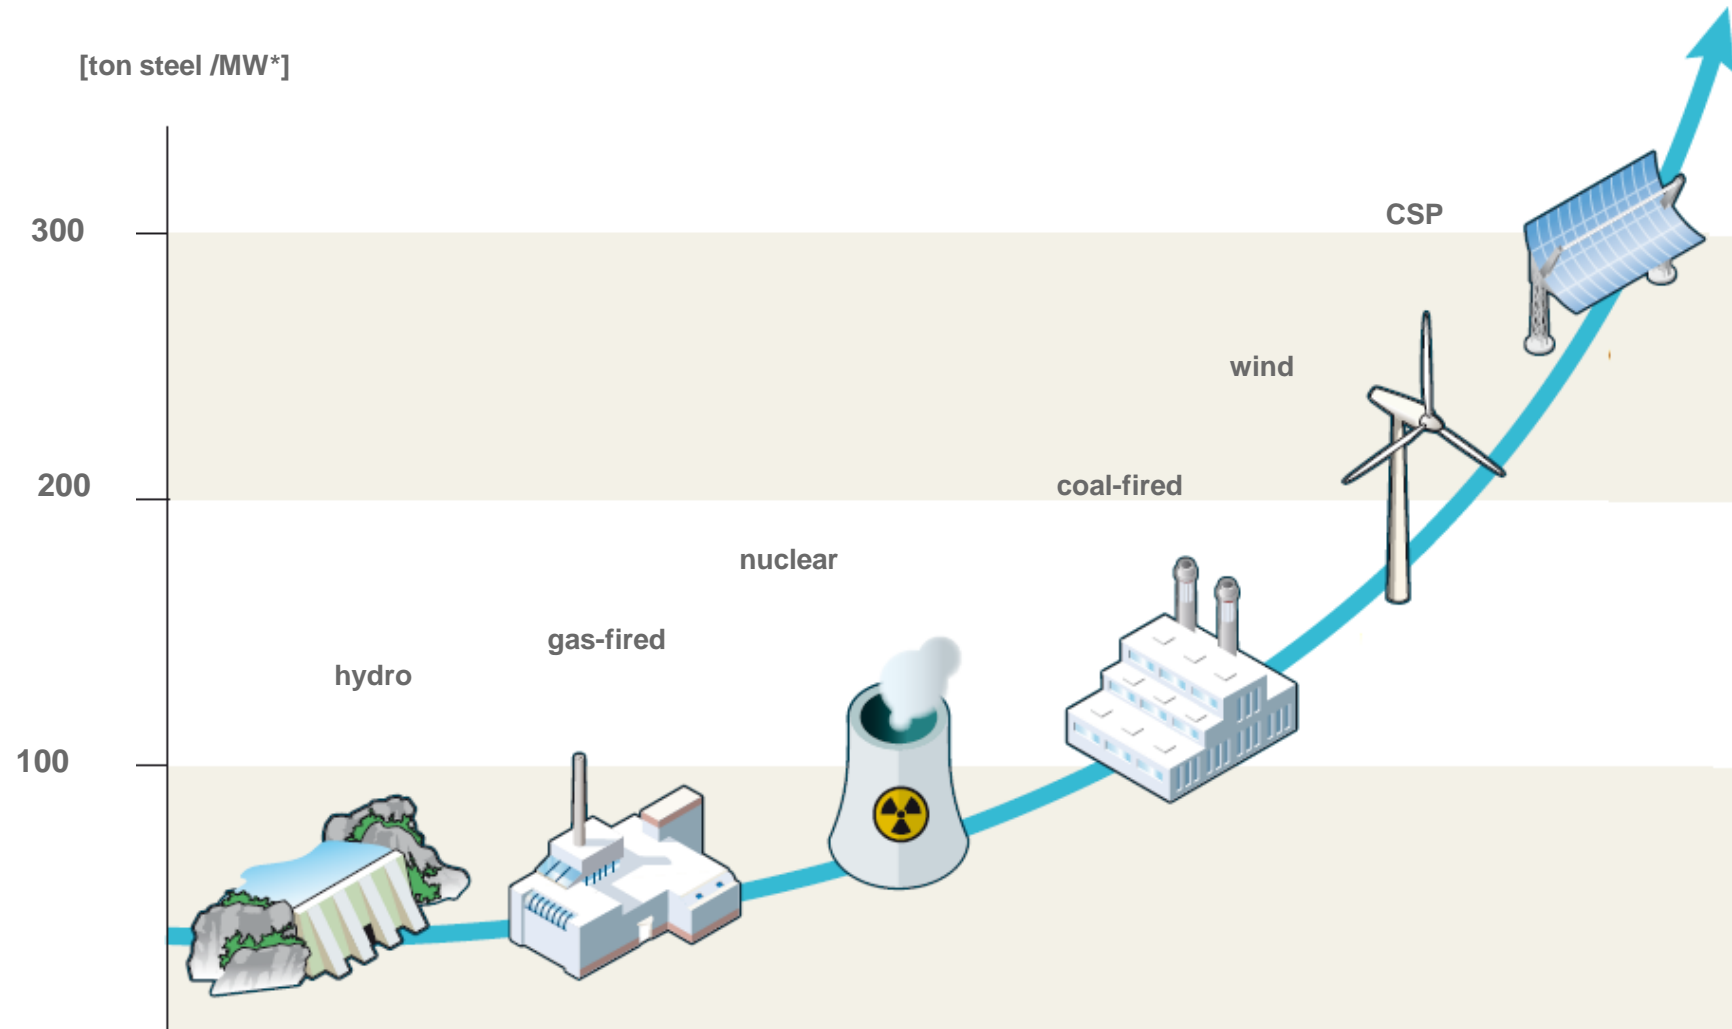 [ton steel /MW*]
300
CSP
wind
200
coal-fired
nuclear
gas-fired
hydro
100